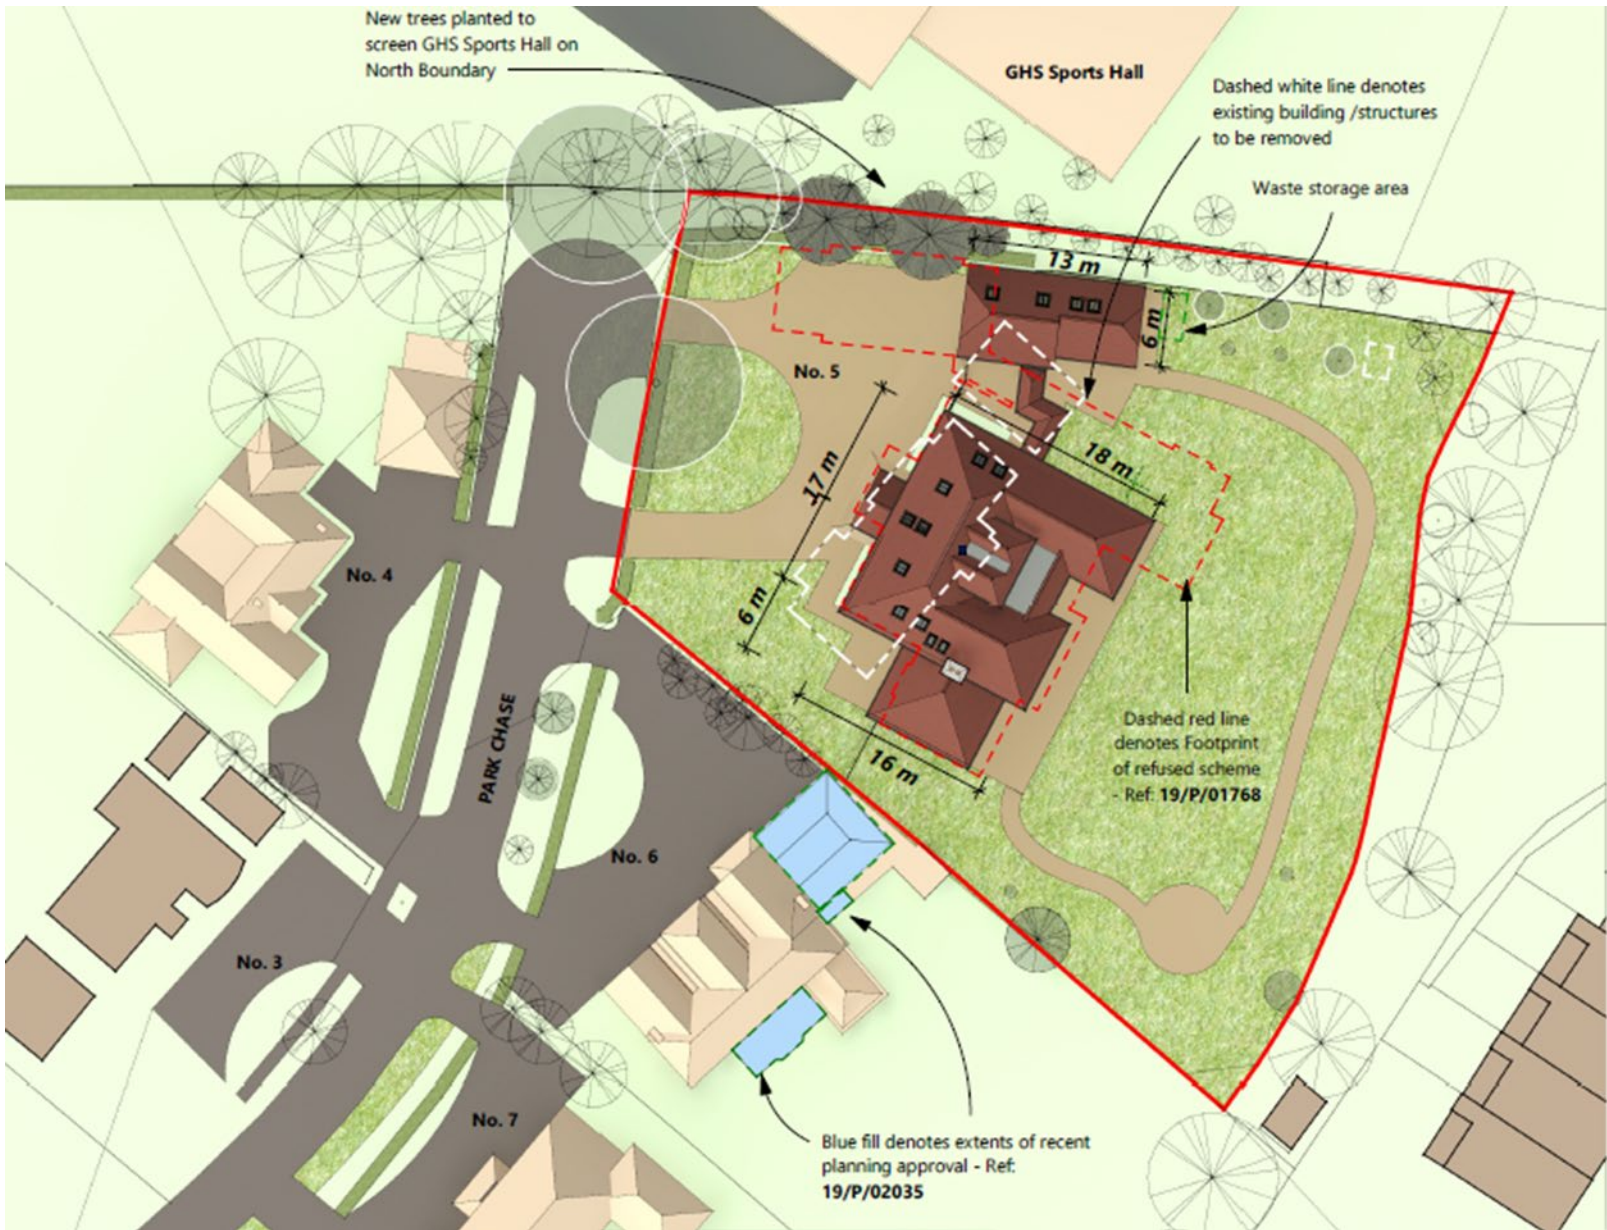 New trees planted to
screen GHS Sports Hall on
North Boundary
GHS Sports Hall
Dashed white line denotes
existing building /structures
to be removed
Waste storage area
13 m
6 m
No. 5
18 m
17 m
No. 4
6 m
PARK CHASE
Dashed red line
denotes Footprint
of refused scheme
- Ref: 19/P/01768
16 m
No. 6
No. 3
No. 7
Blue fill denotes extents of recent
planning approval - Ref:
19/P/02035